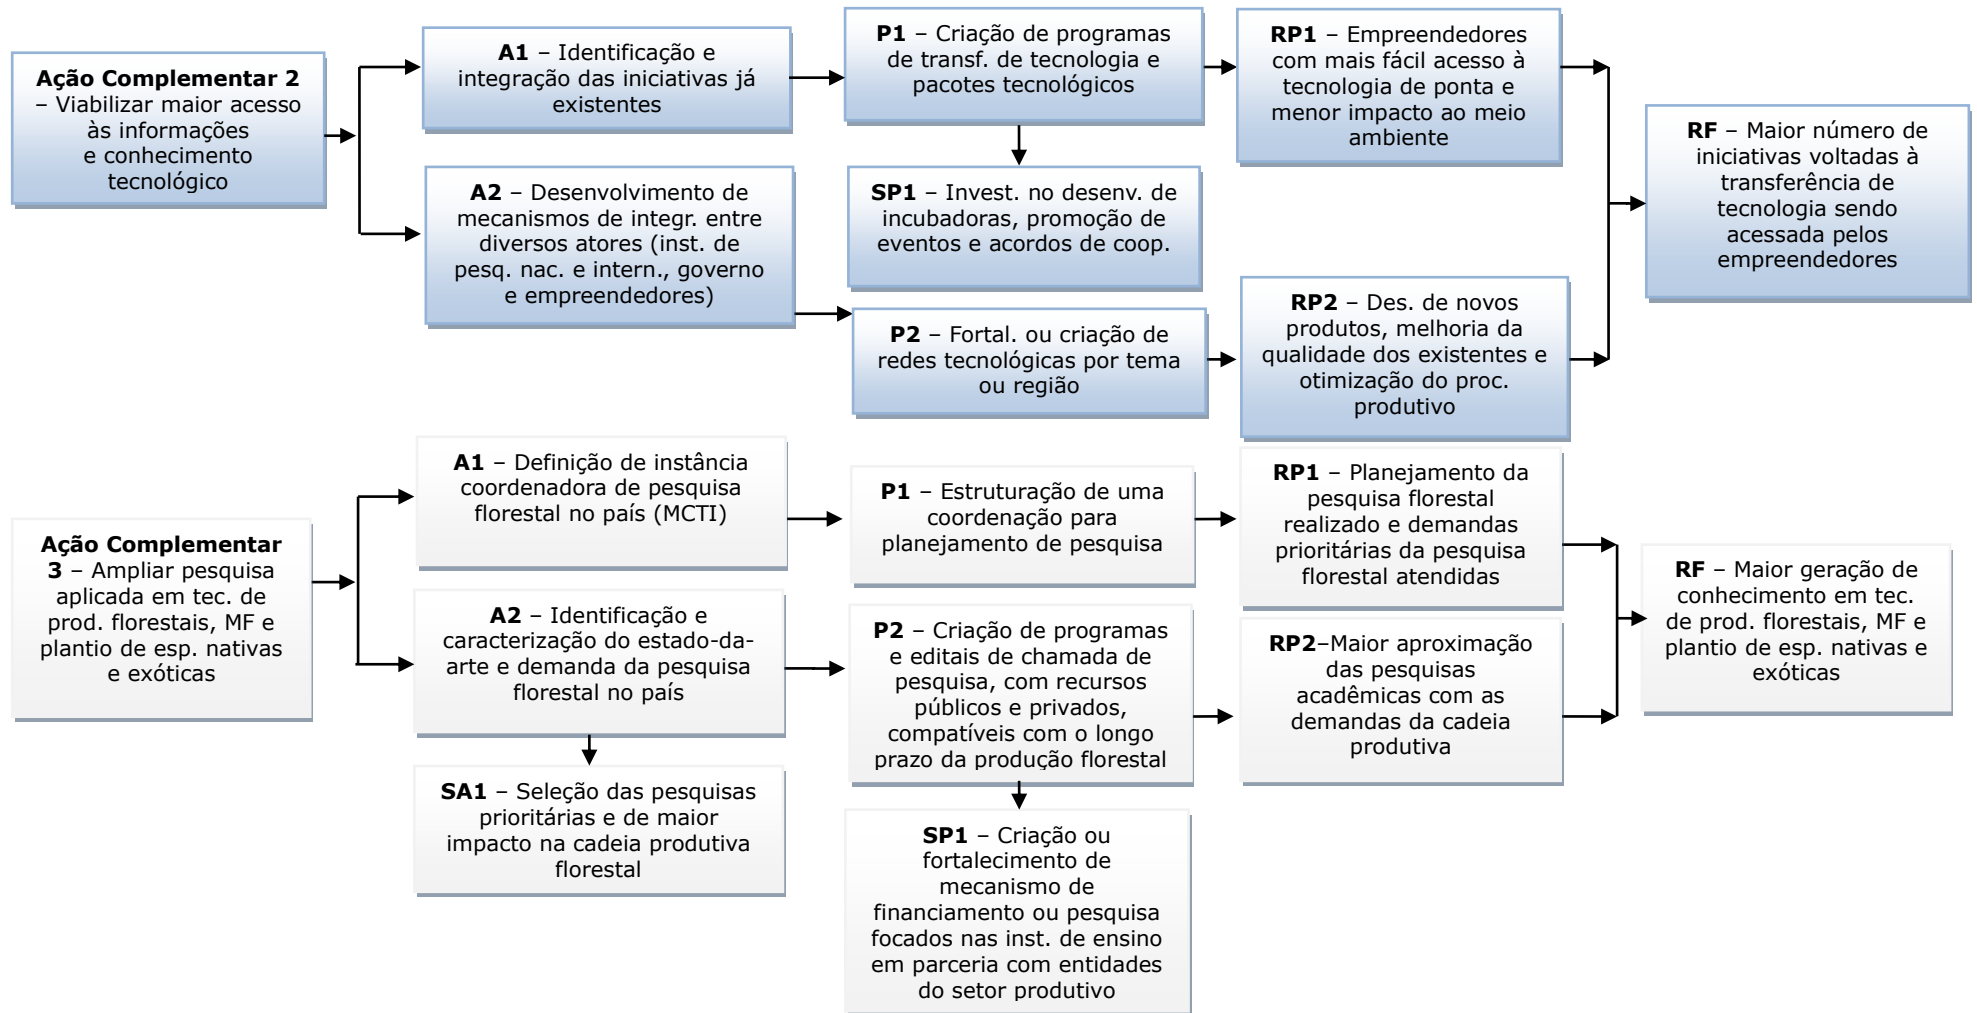 Ação Complementar 2
– Viabilizar maior acesso
às informações
e conhecimento
tecnológico
A1 – Identificação e
integração das iniciativas já
existentes
A2 – Desenvolvimento de
mecanismos de integr. entre
diversos atores (inst. de
pesq. nac. e intern., governo
e empreendedores)
P1 – Criação de programas
de transf. de tecnologia e
pacotes tecnológicos
SP1 – Invest. no desenv. de
incubadoras, promoção de
eventos e acordos de coop.
P2 – Fortal. ou criação de
redes tecnológicas por tema
ou região
RP1 – Empreendedores
com mais fácil acesso à
tecnologia de ponta e
menor impacto ao meio
ambiente
RP2 – Des. de novos
produtos, melhoria da
qualidade dos existentes e
otimização do proc.
produtivo
RF – Maior número de
iniciativas voltadas à
transferência de
tecnologia sendo
acessada pelos
empreendedores
Ação Complementar
3 – Ampliar pesquisa
aplicada em tec. de
prod. florestais, MF e
plantio de esp. nativas
e exóticas
A1 – Definição de instância
coordenadora de pesquisa
florestal no país (MCTI)
A2 – Identificação e
caracterização do estado-da-
arte e demanda da pesquisa
florestal no país
SA1 – Seleção das pesquisas
prioritárias e de maior
impacto na cadeia produtiva
florestal
P1 – Estruturação de uma
coordenação para
planejamento de pesquisa
P2 – Criação de programas
e editais de chamada de
pesquisa, com recursos
públicos e privados,
compatíveis com o longo
prazo da produção florestal
SP1 – Criação ou
fortalecimento de
mecanismo de
financiamento ou pesquisa
focados nas inst. de ensino
em parceria com entidades
do setor produtivo
RP1 – Planejamento da
pesquisa florestal
realizado e demandas
prioritárias da pesquisa
florestal atendidas
RP2–Maior aproximação
das pesquisas
acadêmicas com as
demandas da cadeia
produtiva
RF – Maior geração de
conhecimento em tec.
de prod. florestais, MF e
plantio de esp. nativas e
exóticas